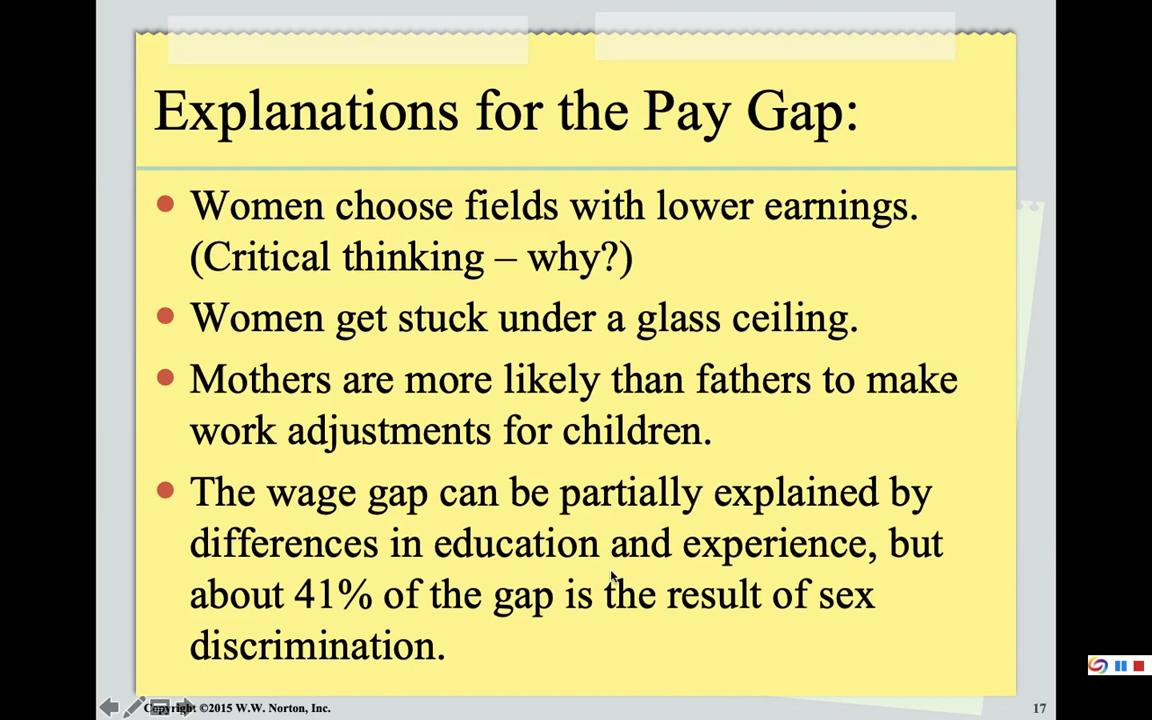 Explanations for the Pay Gap:
• Women choose fields with lower earnings.
(Critical thinking – why?)
• Women get stuck under a glass ceiling.
• Mothers are more likely than fathers to make
work adjustments for children.
• The wage gap can be partially explained by
differences in education and experience, but
about 41% of the gap is the result of sex
discrimination.
Copyright ©2015 W.W. Norton, Inc.
17